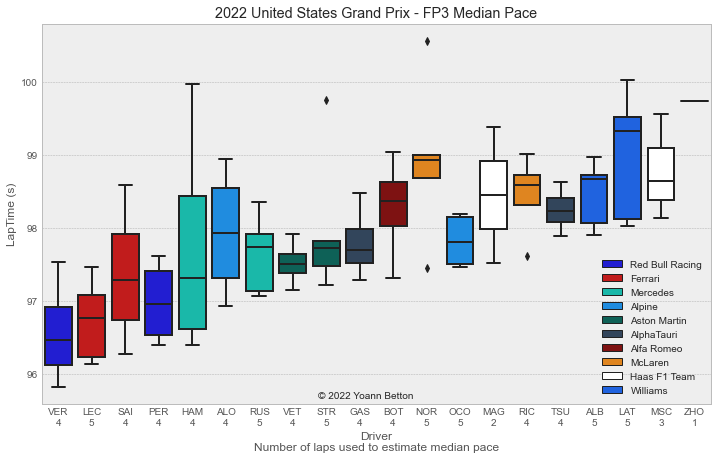 2022 United States Grand Prix - FP3 Median Pace
LapTime (s)
100
99
98
97
96
Red Bull Racing
Ferrari
Mercedes
Alpine
Aston Martin
AlphaTauri
Alfa Romeo
McLaren
Haas F1 Team
Williams
© 2022 Yoann Betton
VER LEC SAI PER HAM ALO RUS VET STR GAS BOT NOR OCO MAG RIC TSU ALB LAT MSC ZHO
4 5 4 4 4 4 5 4 5 4 4 5 5 2 4 4 5 5 3 1
Driver
Number of laps used to estimate median pace